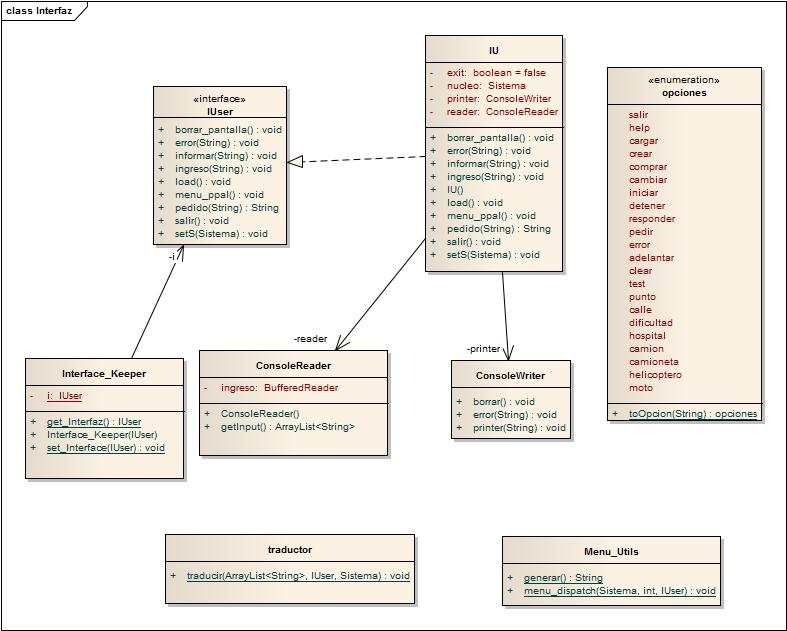 class Interfaz
«interface»
IUser
+ borrar_pantalla() : void
+ error(String) : void
+ informar(String) : void
+ ingreso(String) : void
+ load() : void
+ menu_ppal() : void
+ pedido(String) : String
+ salir() : void
+ setS(Sistema) : void
IU
- exit: boolean = false
- nucleo: Sistema
- printer: ConsoleWriter
- reader: ConsoleReader
+ borrar_pantalla() : void
+ error(String) : void
+ informar(String) : void
+ ingreso(String) : void
+ IU()
+ load() : void
+ menu_ppal() : void
+ pedido(String) : String
+ salir() : void
+ setS(Sistema) : void
«enumeration»
opciones
salir
help
cargar
crear
comprar
cambiar
iniciar
detener
responder
pedir
error
adelantar
clear
test
punto
calle
dificultad
hospital
camion
camioneta
helicoptero
moto
+ toOpcion(String) : opciones
-i
-reader
-printer
Interface_Keeper
- i: IUser
+ get_Interfaz() : IUser
+ Interface_Keeper(IUser)
+ set_Interface(IUser) : void
ConsoleReader
- ingreso: BufferedReader
+ ConsoleReader()
+ getInput() : ArrayList<String>
ConsoleWriter
+ borrar() : void
+ error(String) : void
+ printer(String) : void
traductor
+ traducir(ArrayList<String>, IUser, Sistema) : void
Menu_Utils
+ generar() : String
+ menu_dispatch(Sistema, int, IUser) : void